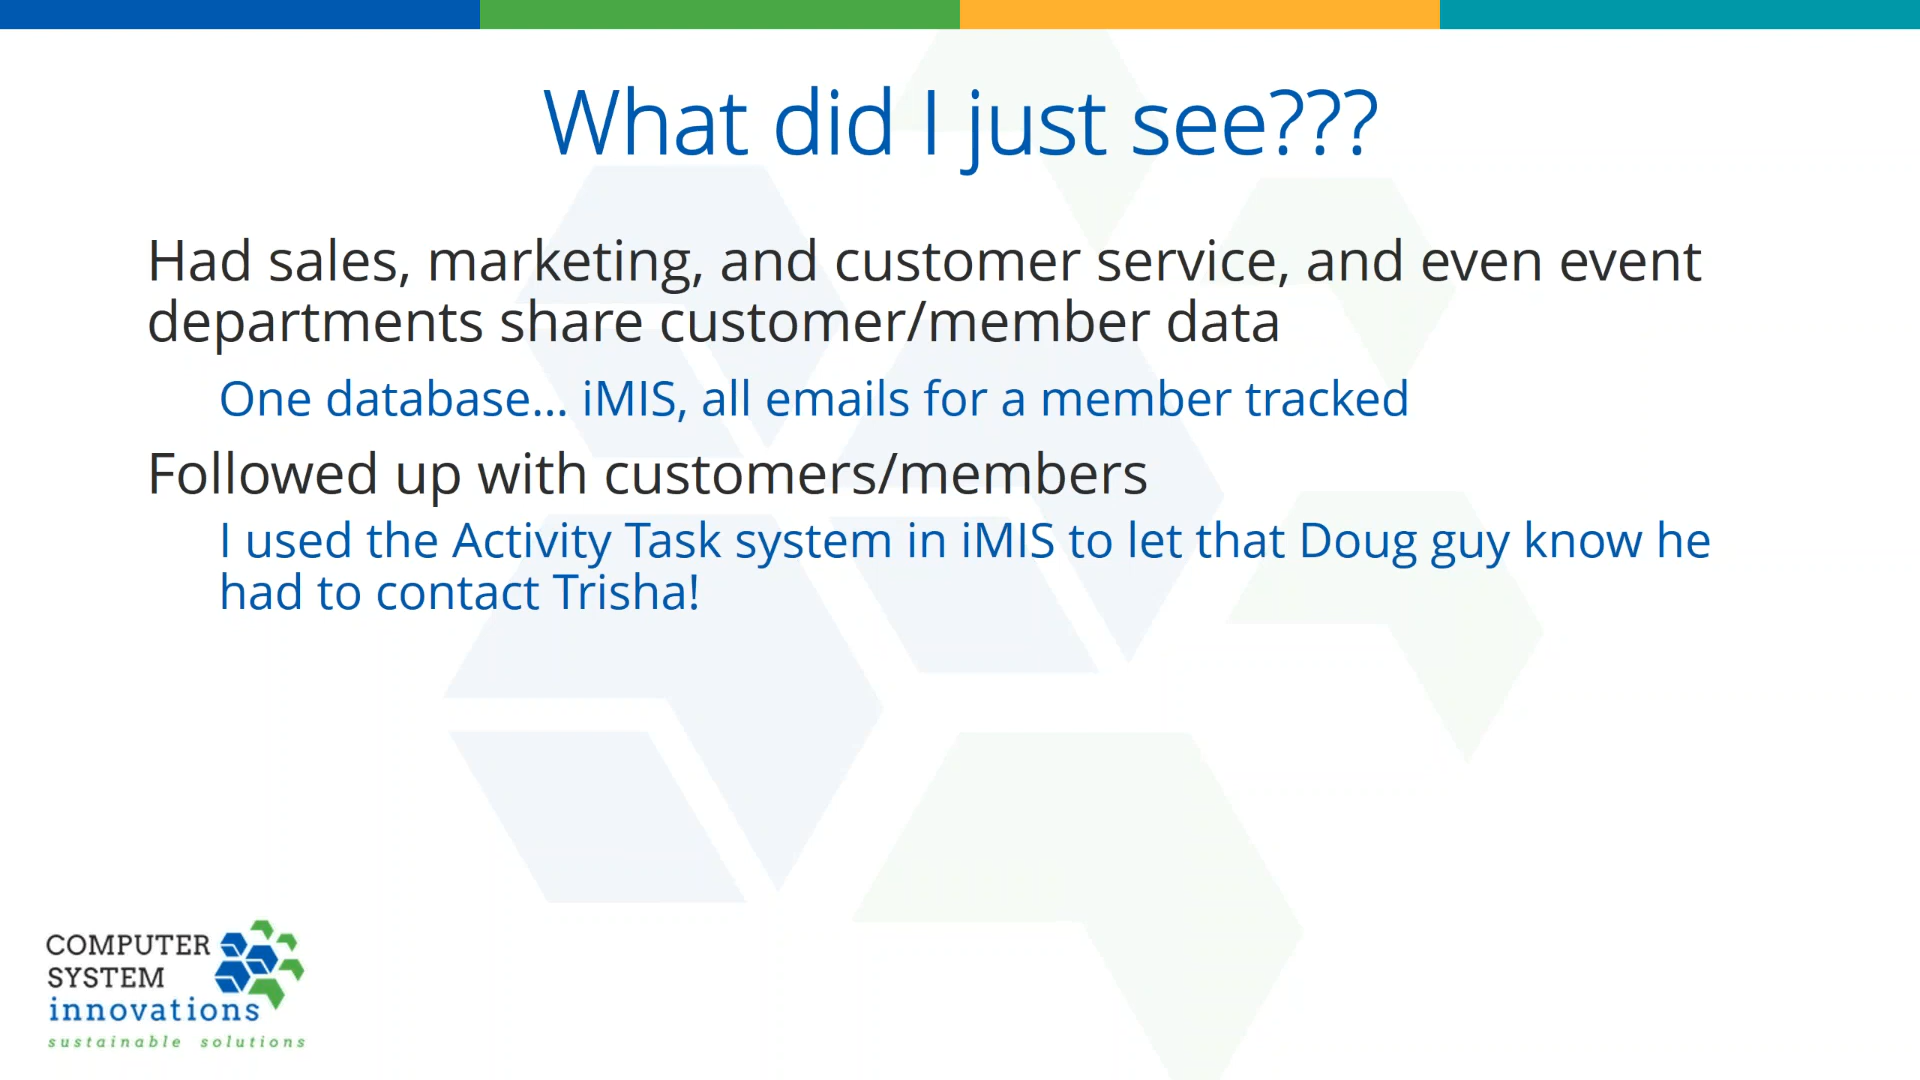 What did I just see???
Had sales, marketing, and customer service, and even event
departments share customer/member data
One database... iMIS, all emails for a member tracked
Followed up with customers/members
I used the Activity Task system in iMIS to let that Doug guy know he
had to contact Trisha!
COMPUTER
SYSTEM
innovations
sustainable solutions